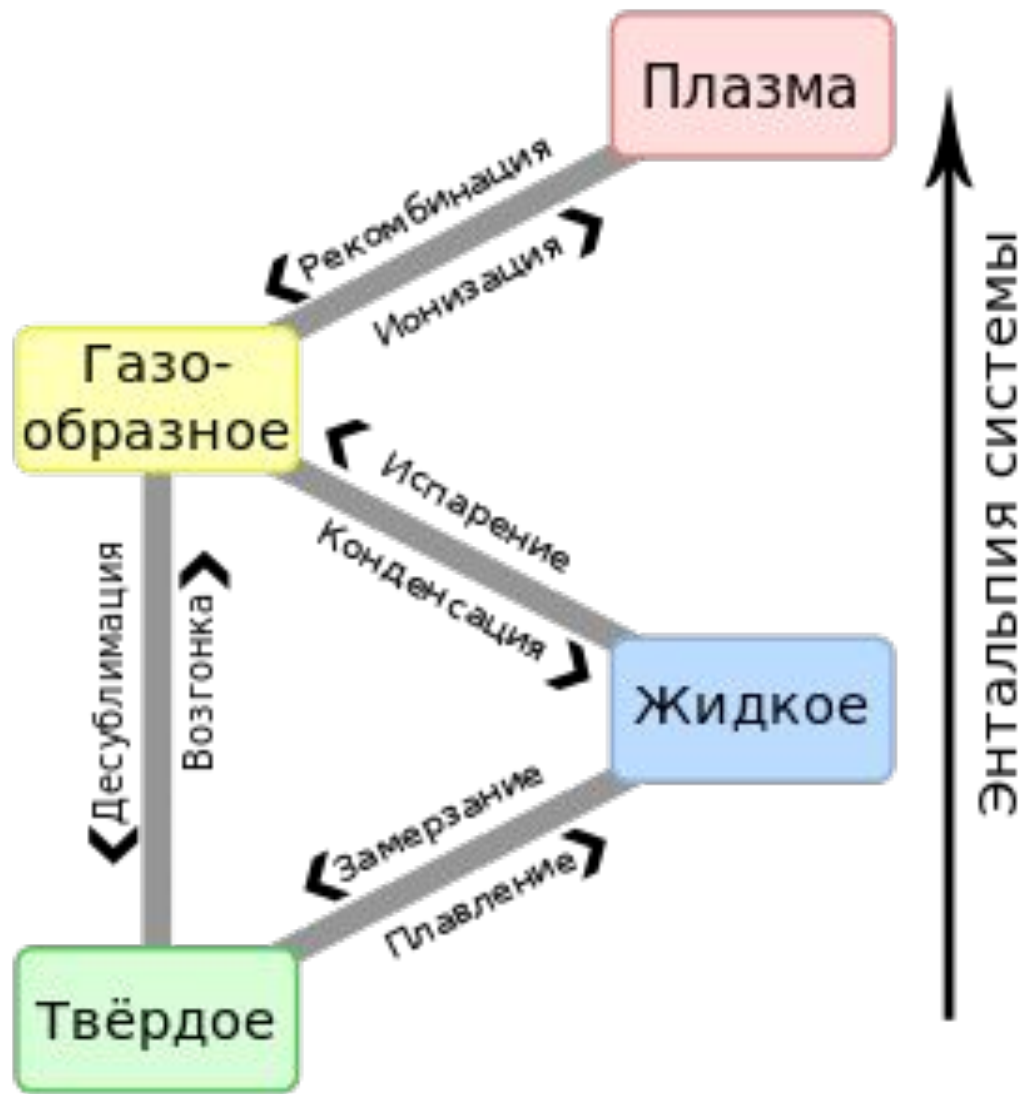 Плазма
Рекомбинация
Ионизация
Газо-
образное
Испарение
Конденсация
Десублимация
Возгонка
Жидкое
Замерзание
Плавление
Твёрдое
Энтальпия системы